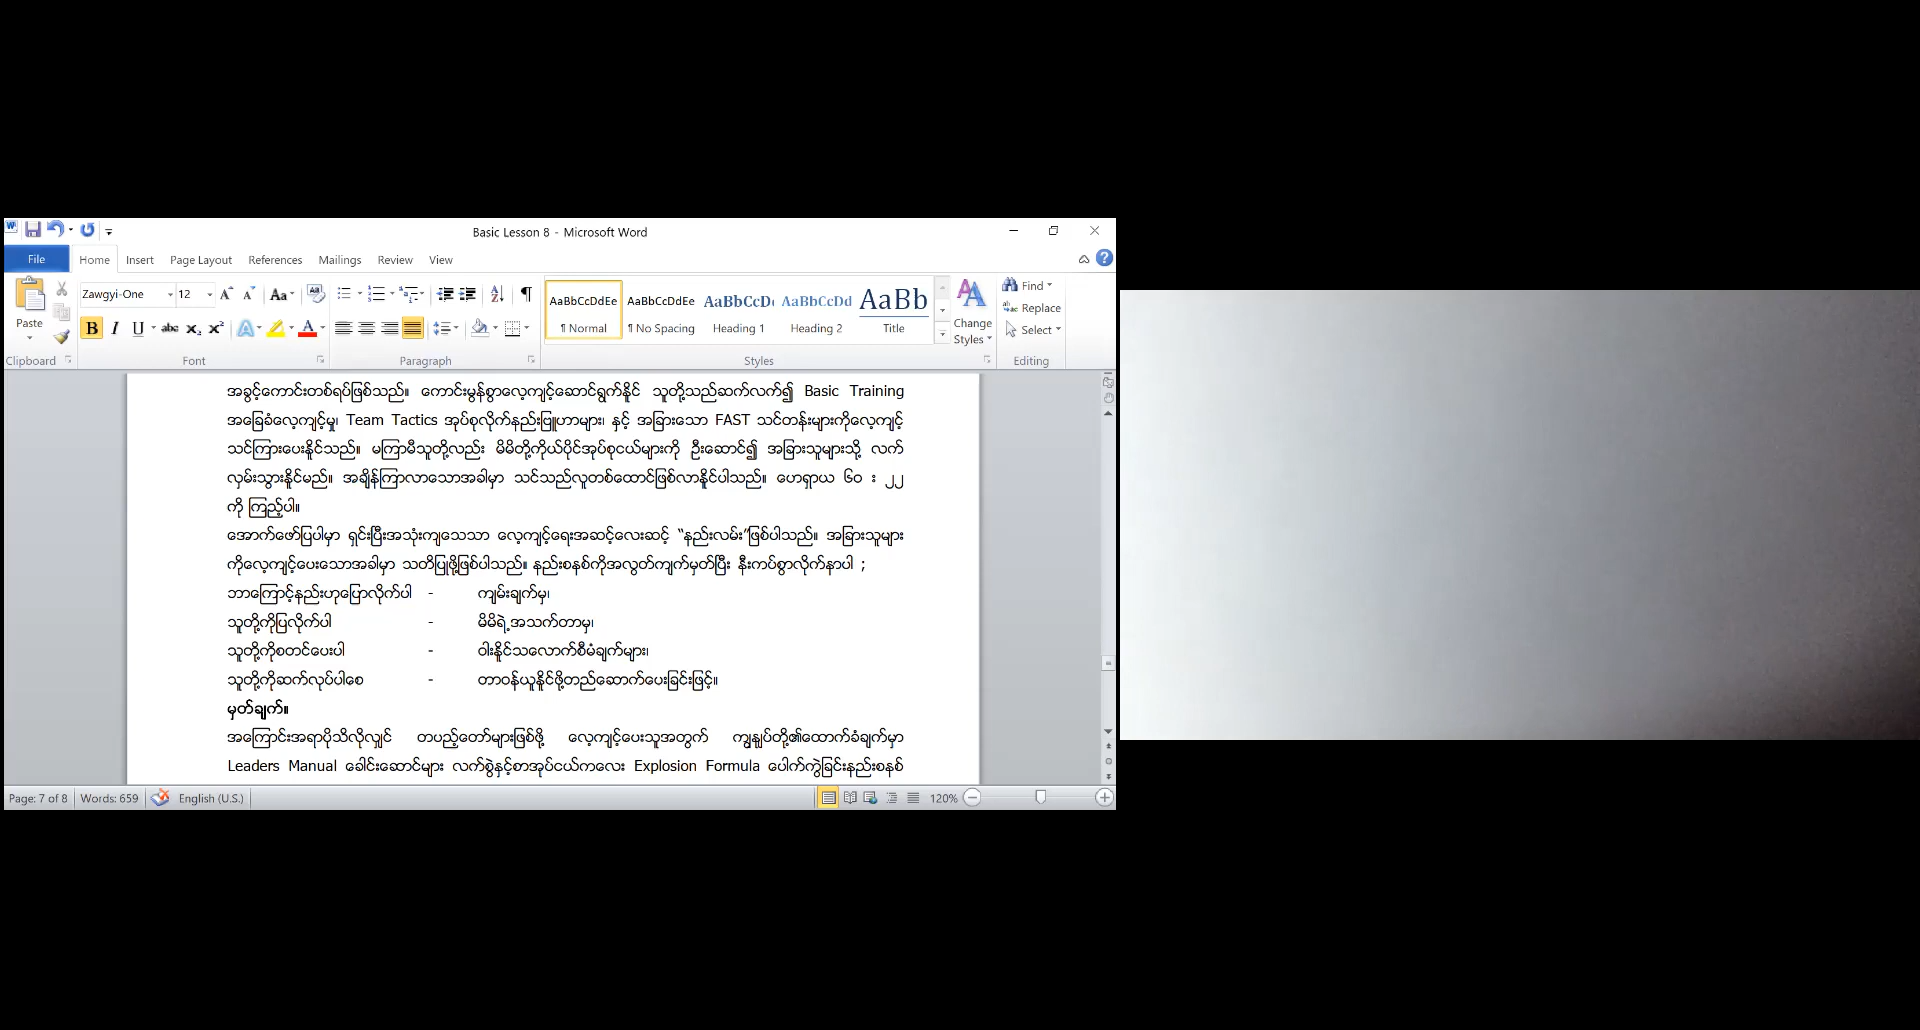 Basic Lesson 8 - Microsoft Word
File Home Insert Page Layout References Mailings Review View
Paste
Clipboard
Zawgyi-One 12
Font
Paragraph
AaBbCcDdEe AaBbCcDdEe AaBbCcDc AaBbCcDd AaBb
¶ Normal ¶ No Spacing Heading 1 Heading 2 Title
Change Styles
Styles
Find
Replace
Select
Editing
အခွင့်ကောင်းတစ်ရပ်ဖြစ်သည်။ ကောင်းမွန်စွာလေ့ကျင့်ဆောင်ရွက်နိူင် သူတို့သည်ဆက်လက်၍ Basic Training
အခြေခံလေ့ကျင့်မှု၊ Team Tactics အုပ်စုလိုက်နည်းဗြူဟာများ၊ နှင့် အခြားသော FAST သင်တန်းများကိုလေ့ကျင့်
သင်ကြားပေးနိူင်သည်။ မကြာမီသူတို့လည်း မိမိတို့ကိုယ်ပိုင်အုပ်စုငယ်များကို ဦးဆောင်၍ အခြားသူများသို့ လက်
လှမ်းသွားနိူင်မည်။ အချိန်ကြာလာသောအခါမှာ သင်သည်လူတစ်ထောင်ဖြစ်လာနိူင်ပါသည်။ ဟေရှာယ ၆၀ : ၂၂
ကို ကြည့်ပါ။
အောက်ဖော်ပြပါမှာ ရှင်းပြီးအသုံးကျသေသာ လေ့ကျင့်ရေးအဆင့်လေးဆင့် “နည်းလမ်း”ဖြစ်ပါသည်။ အခြားသူများ
ကိုလေ့ကျင့်ပေးသောအခါမှာ သတိပြုဖို့ဖြစ်ပါသည်။ နည်းစနစ်ကိုအလွတ်ကျက်မှတ်ပြီး နီးကပ်စွာလိုက်နာပါ ;
ဘာကြောင့်နည်းဟုပြောလိုက်ပါ - ကျမ်းချက်မှ၊
သူတို့ကိုပြလိုက်ပါ - မိမိရဲ့အသက်တာမှ၊
သူတို့ကိုစတင်ပေးပါ - ဝါးနိူင်သလောက်စီမံချက်များ၊
သူတို့ကိုဆက်လုပ်ပါစေ - တာဝန်ယူနိူင်ဖို့တည်ဆောက်ပေးခြင်းဖြင့်။
မှတ်ချက်။
အကြောင်းအရာပိုသိလိုလျှင် တပည့်တော်များဖြစ်ဖို့ လေ့ကျင့်ပေးသူအတွက် ကျွန်ုပ်တို့၏ထောက်ခံချက်မှာ
Leaders Manual ခေါင်းဆောင်များ လက်စွဲနှင့်စာအုပ်ငယ်ကလေး Explosion Formula ပေါက်ကွဲခြင်းနည်းစနစ်
Page: 7 of 8 Words: 659 English (U.S.) 120%